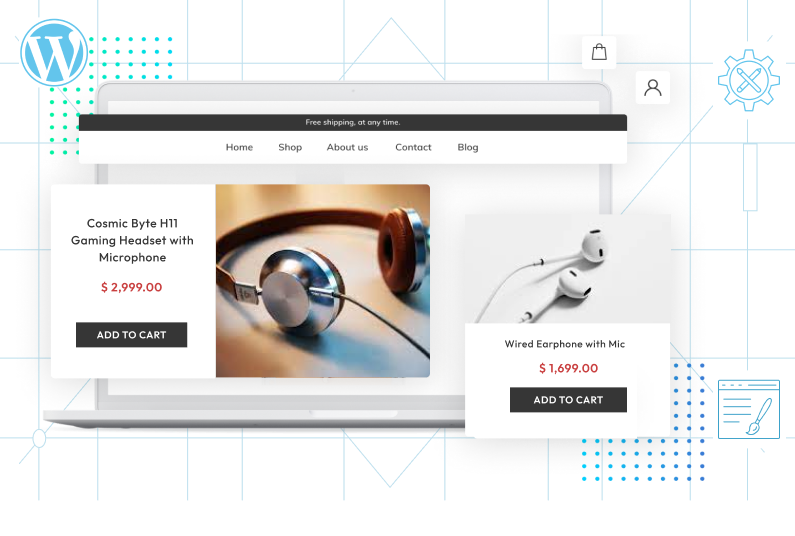 W
Free shipping, at any time.
Home Shop About us Contact Blog
Cosmic Byte H11
Gaming Headset with
Microphone
$ 2,999.00
ADD TO CART
Wired Earphone with Mic
$ 1,699.00
ADD TO CART